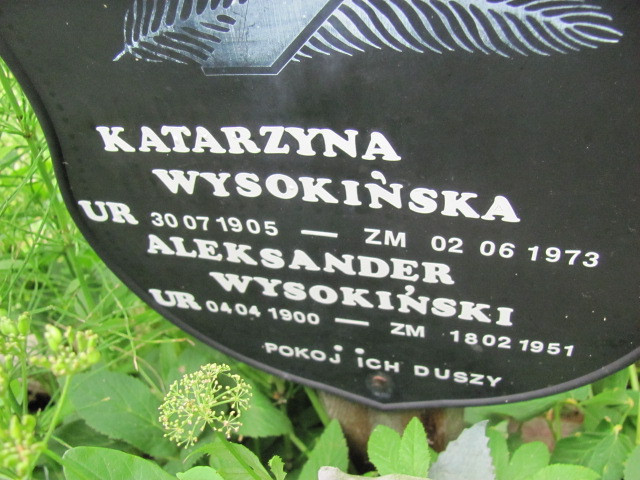 KATARZYNA
WYSOKIŃSKA
UR 30 07 1905 — ZM 02 06 1973
ALEKSANDER
WYSOKIŃSKI
UR 04 04 1900 — ZM 18 02 1951
POKOJ ICH DUSZY